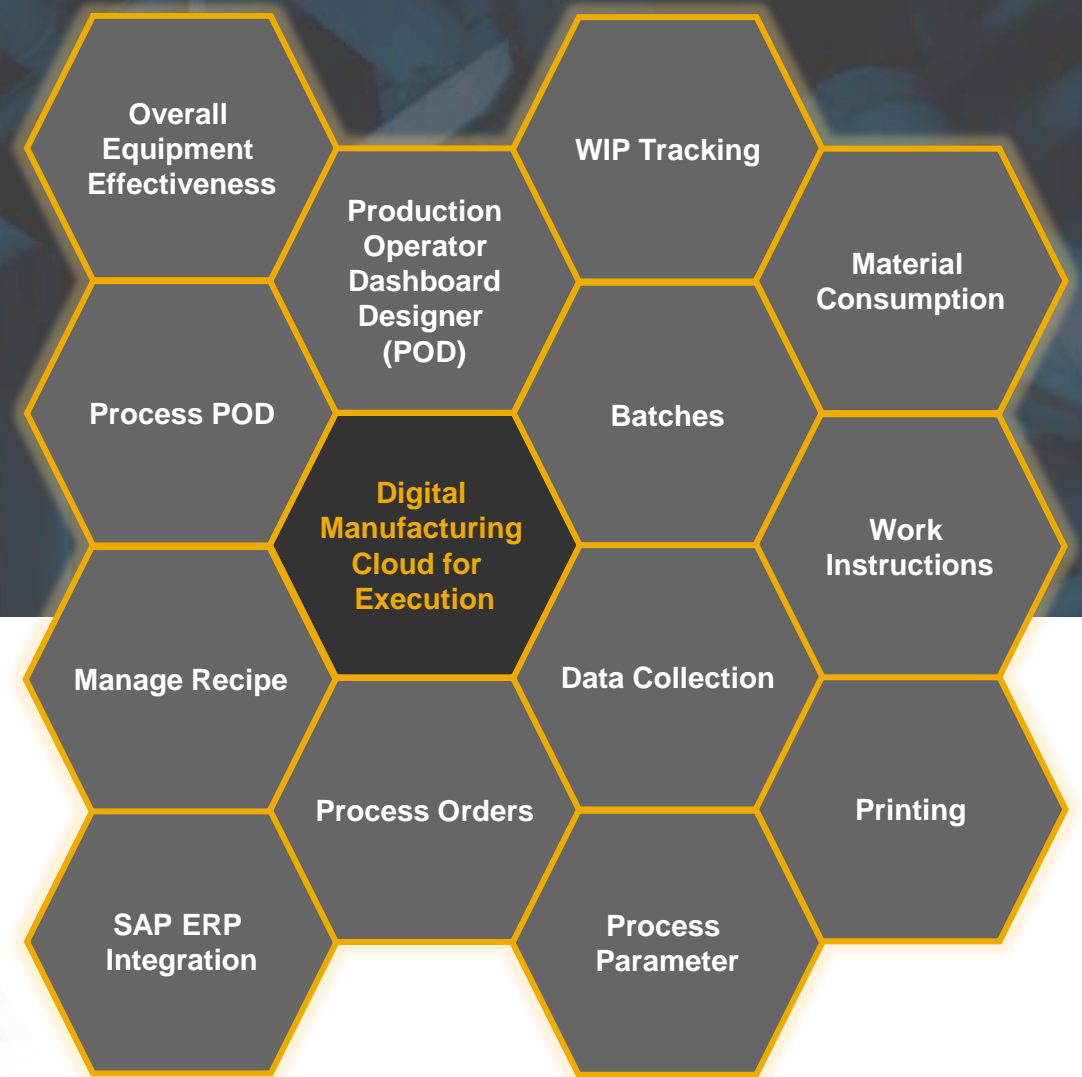 Overall
Equipment
Effectiveness
WIP Tracking
Production
Operator
Dashboard
Designer
(POD)
Material
Consumption
Process POD
Batches
Digital
Manufacturing
Cloud for
Execution
Work
Instructions
Manage Recipe
Data Collection
Process Orders
Printing
SAP ERP
Integration
Process
Parameter